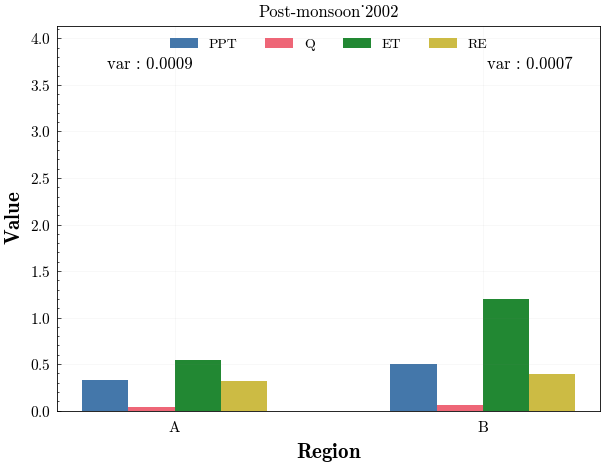 Post-monsoon˙2002
PPT Q ET RE
var : 0.0009 var : 0.0007
4.0
3.5
3.0
2.5
2.0
1.5
1.0
0.5
0.0
Value
A B
Region